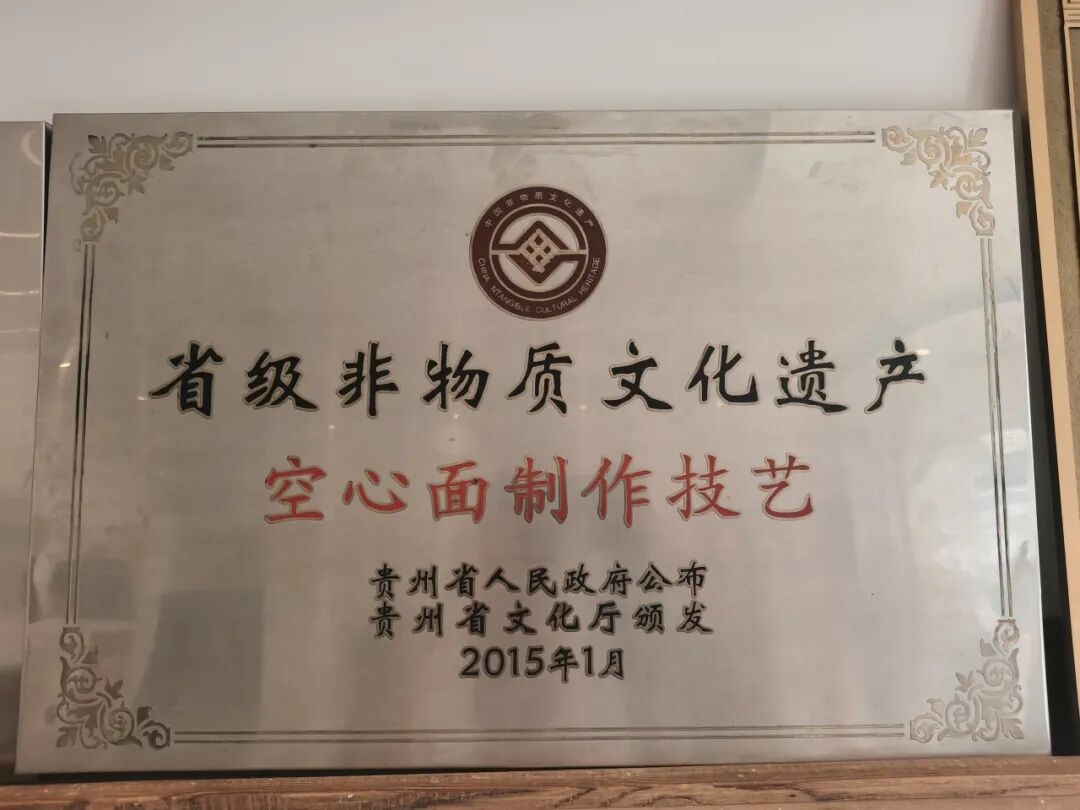 中国非物质文化遗产
CHINA NTANGIBLE CULTURAL HERITAGE
省级非物质文化遗产
空心面制作技艺
贵州省人民政府公布
贵州省文化厅颁发
2015年1月